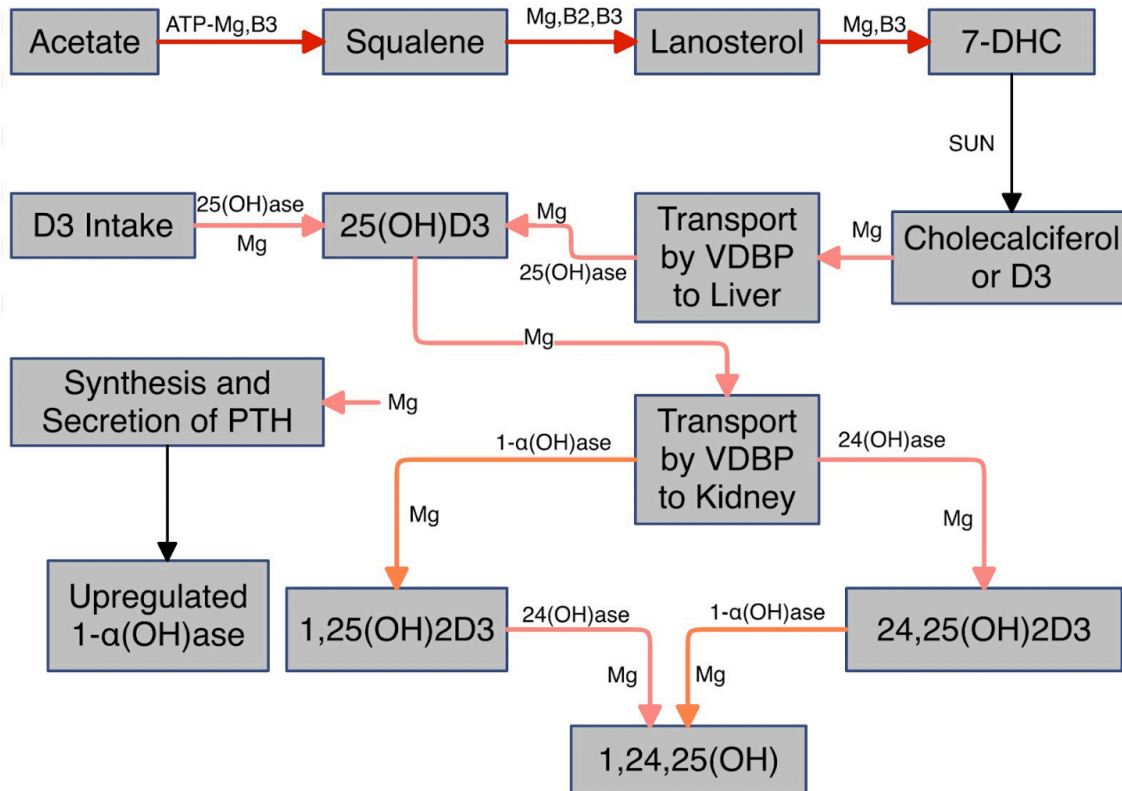 Acetate
ATP-Mg,B3
Squalene
Mg,B2,B3
Lanosterol
Mg,B3
7-DHC
SUN
D3 Intake
25(OH)ase
Mg
25(OH)D3
Mg
25(OH)ase
Transport
by VDBP
to Liver
Mg
Cholecalciferol
or D3
Mg
Synthesis and
Secretion of PTH
Mg
Transport
by VDBP
to Kidney
1-α(OH)ase
Mg
24(OH)ase
Mg
Upregulated
1-α(OH)ase
1,25(OH)2D3
24(OH)ase
Mg
1-α(OH)ase
Mg
24,25(OH)2D3
1,24,25(OH)